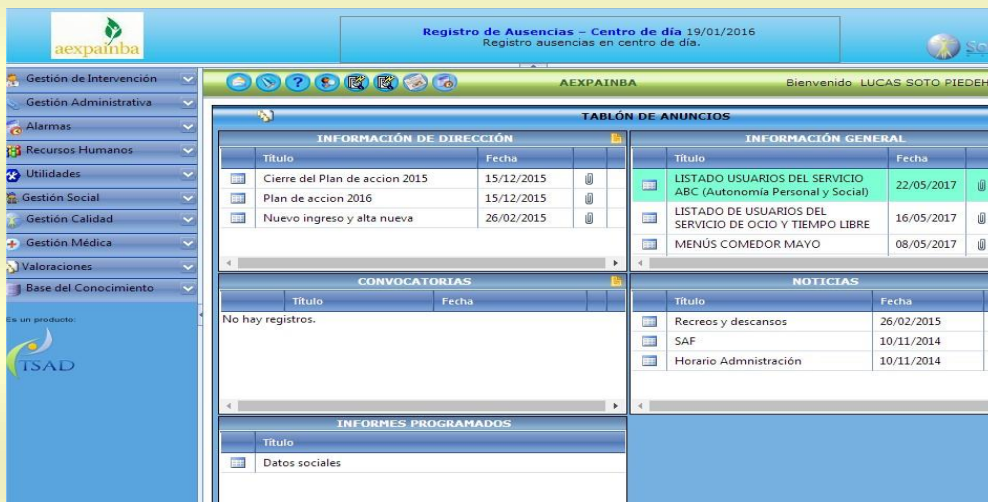 aexpainba
Registro de Ausencias – Centro de día 19/01/2016
Registro ausencias en centro de día.
Gestión de Intervención
Gestión Administrativa
Alarmas
Recursos Humanos
Utilidades
Gestión Social
Gestión Calidad
Gestión Médica
Valoraciones
Base del Conocimiento
Es un producto:
TSAD
AEXPAINBA
Bienvenido LUCAS SOTO
TABLÓN DE ANUNCIOS
INFORMACIÓN DE DIRECCIÓN
Título Fecha
Cierre del Plan de accion 2015 15/12/2015
Plan de accion 2016 15/12/2015
Nuevo ingreso y alta nueva 26/02/2015
INFORMACIÓN GENERAL
Título Fecha
LISTADO USUARIOS DEL SERVICIO
ABC (Autonomía Personal y Social) 22/05/2017
LISTADO DE USUARIOS DEL
SERVICIO DE OCIO Y TIEMPO LIBRE 16/05/2017
MENÚS COMEDOR MAYO 08/05/2017
CONVOCATORIAS
Título Fecha
No hay registros.
NOTICIAS
Título Fecha
Recreos y descansos 26/02/2015
SAF 10/11/2014
Horario Admnistración 10/11/2014
INFORMES PROGRAMADOS
Título
Datos sociales